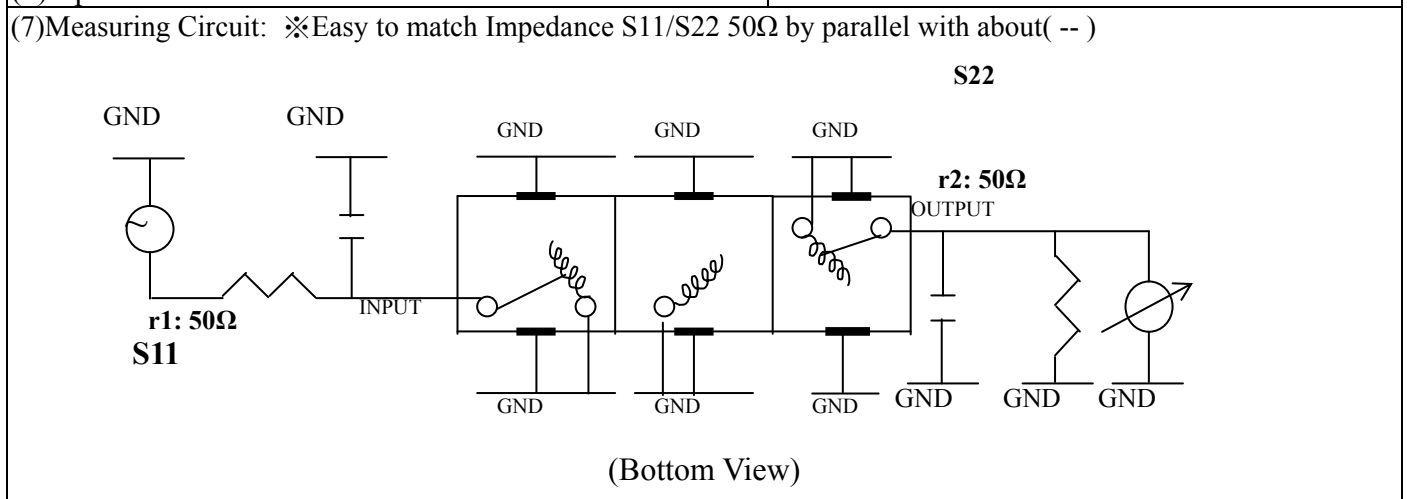 (7)Measuring Circuit: ※Easy to match Impedance S11/S22 50Ω by parallel with about( -- )
S22
GND GND GND GND GND
r2: 50Ω
OUTPUT
INPUT
r1: 50Ω
S11
GND GND GND GND GND GND
(Bottom View)